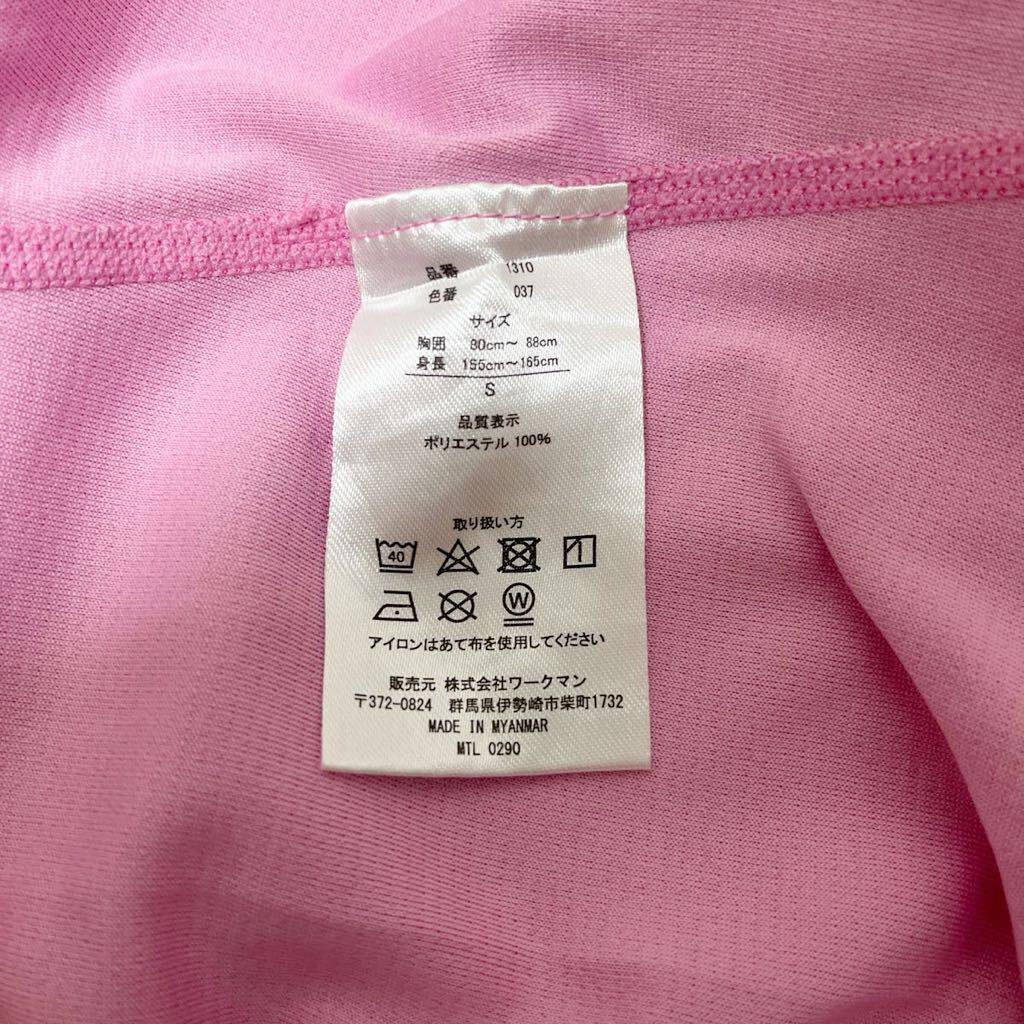 品番 1310
色番 037
サイズ
胸囲 80cm〜 88cm
身長 155cm〜165cm
S
品質表示
ポリエステル 100%
取り扱い方
40
W
アイロンはあて布を使用してください
販売元 株式会社ワークマン
〒372-0824 群馬県伊勢崎市柴町1732
MADE IN MYANMAR
MTL 0290